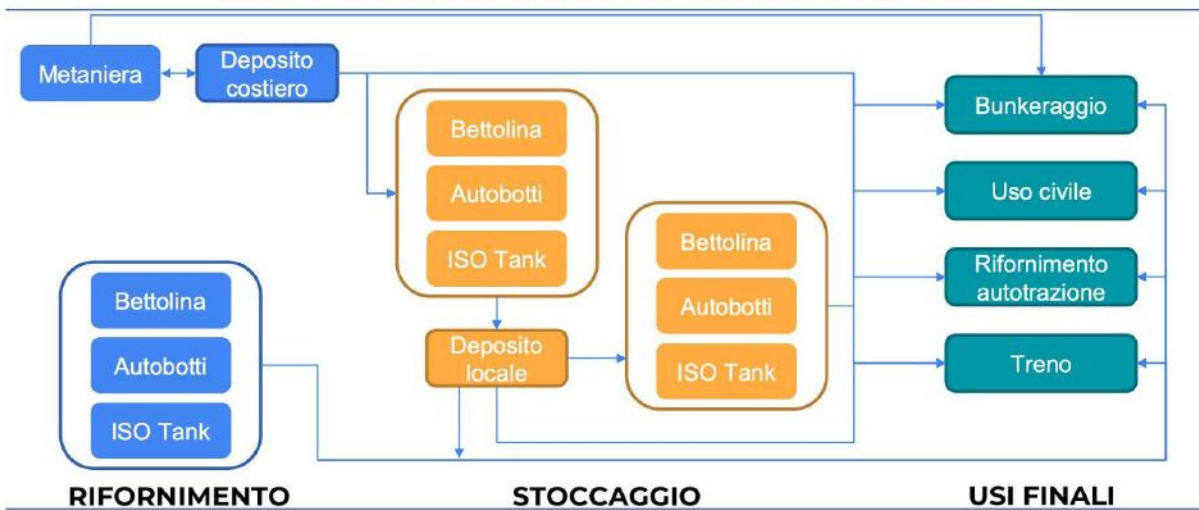 Metaniera
Deposito
costiero
Bettolina
Autobotti
ISO Tank
Bettolina
Autobotti
ISO Tank
Deposito
locale
Bettolina
Autobotti
ISO Tank
Bunkeraggio
Uso civile
Rifornimento
autotrazione
Treno
RIFORNIMENTO
STOCCAGGIO
USI FINALI